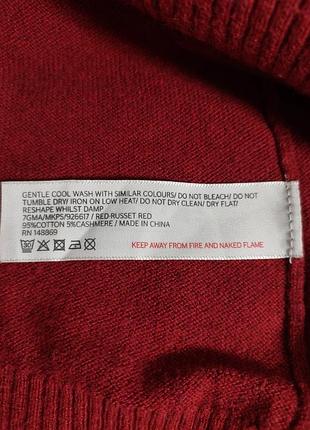 GENTLE COOL WASH WITH SIMILAR COLOURS/ DO NOT BLEACH/ DO NOT
TUMBLE DRY/ IRON ON LOW HEAT/ DO NOT DRY CLEAN/ DRY FLAT/
RESHAPE WHILST DAMP
7GMA/MKPS/926617 / RED RUSSET RED
95%COTTON 5%CASHMERE / MADE IN CHINA
RN 148869
KEEP AWAY FROM FIRE AND NAKED FLAME